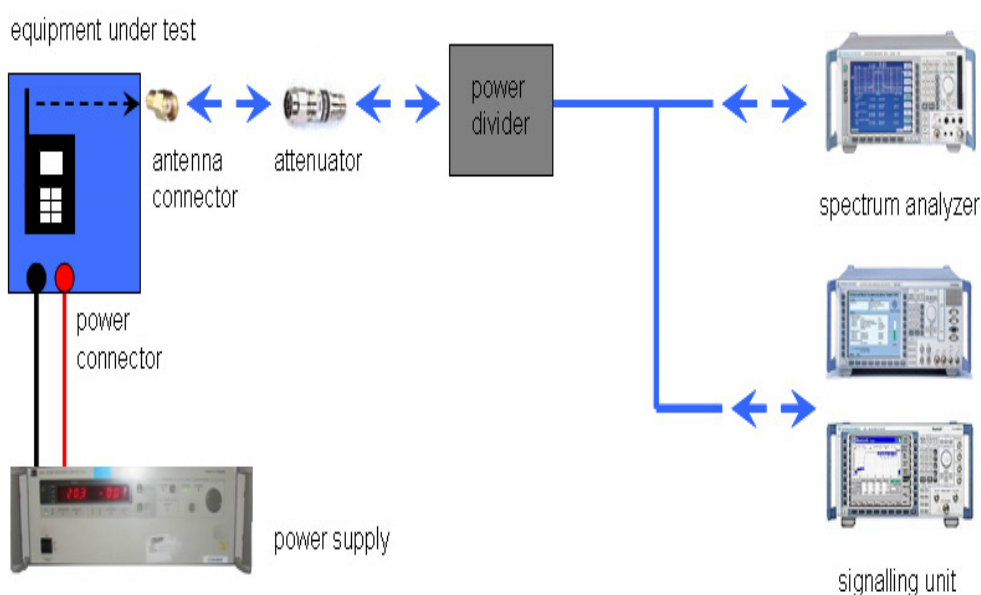 equipment under test
antenna
connector
attenuator
power
divider
spectrum analyzer
power
connector
power supply
signalling unit